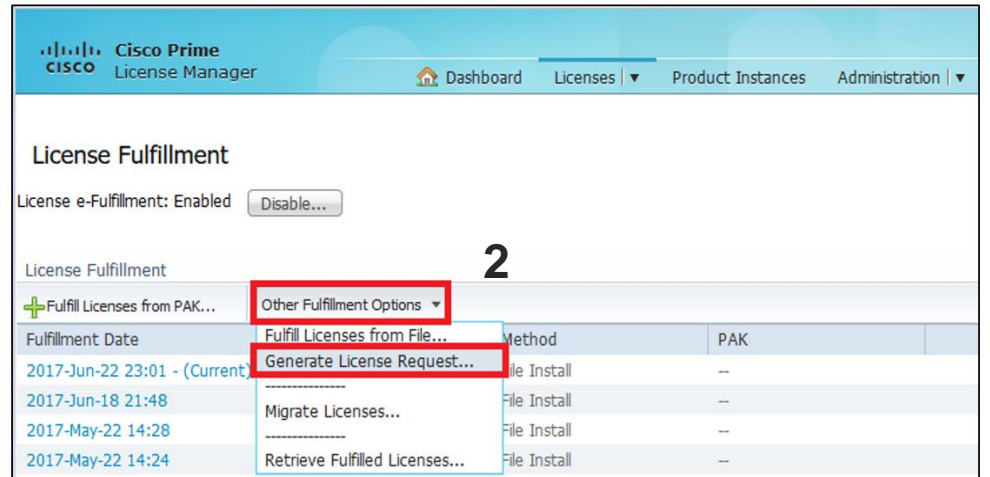 Cisco Prime
CISCO License Manager
Dashboard Licenses | ▼ Product Instances Administration | ▼
License Fulfillment
License e-Fulfillment: Enabled Disable...
2
License Fulfillment
Fulfill Licenses from PAK... Other Fulfillment Options ▼
Fulfillment Date Method PAK
Fulfill Licenses from File...
Generate License Request...
---------------
Migrate Licenses...
---------------
Retrieve Fulfilled Licenses...
2017-Jun-22 23:01 - (Current) File Install --
2017-Jun-18 21:48 File Install --
2017-May-22 14:28 File Install --
2017-May-22 14:24 File Install --